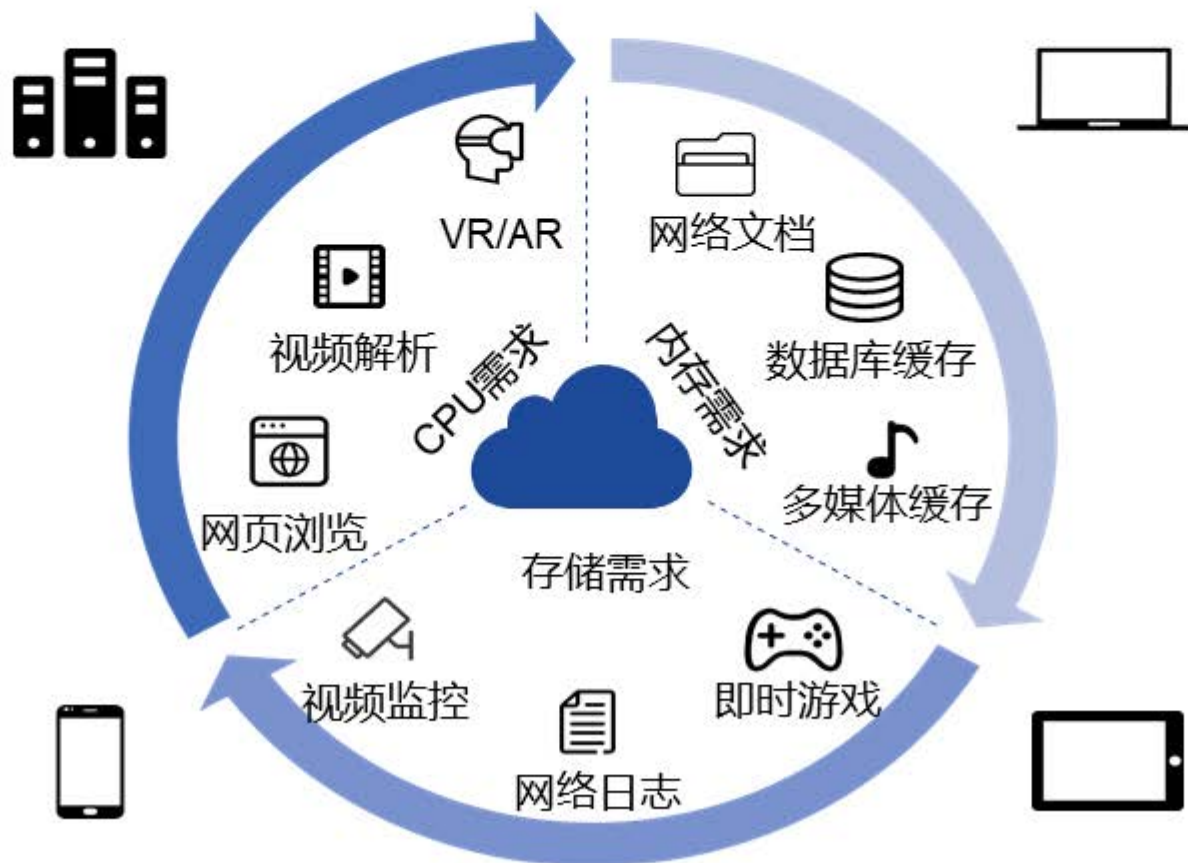 VR/AR
网络文档
视频解析
CPU需求
内存需求
数据库缓存
网页浏览
多媒体缓存
存储需求
视频监控
即时游戏
网络日志